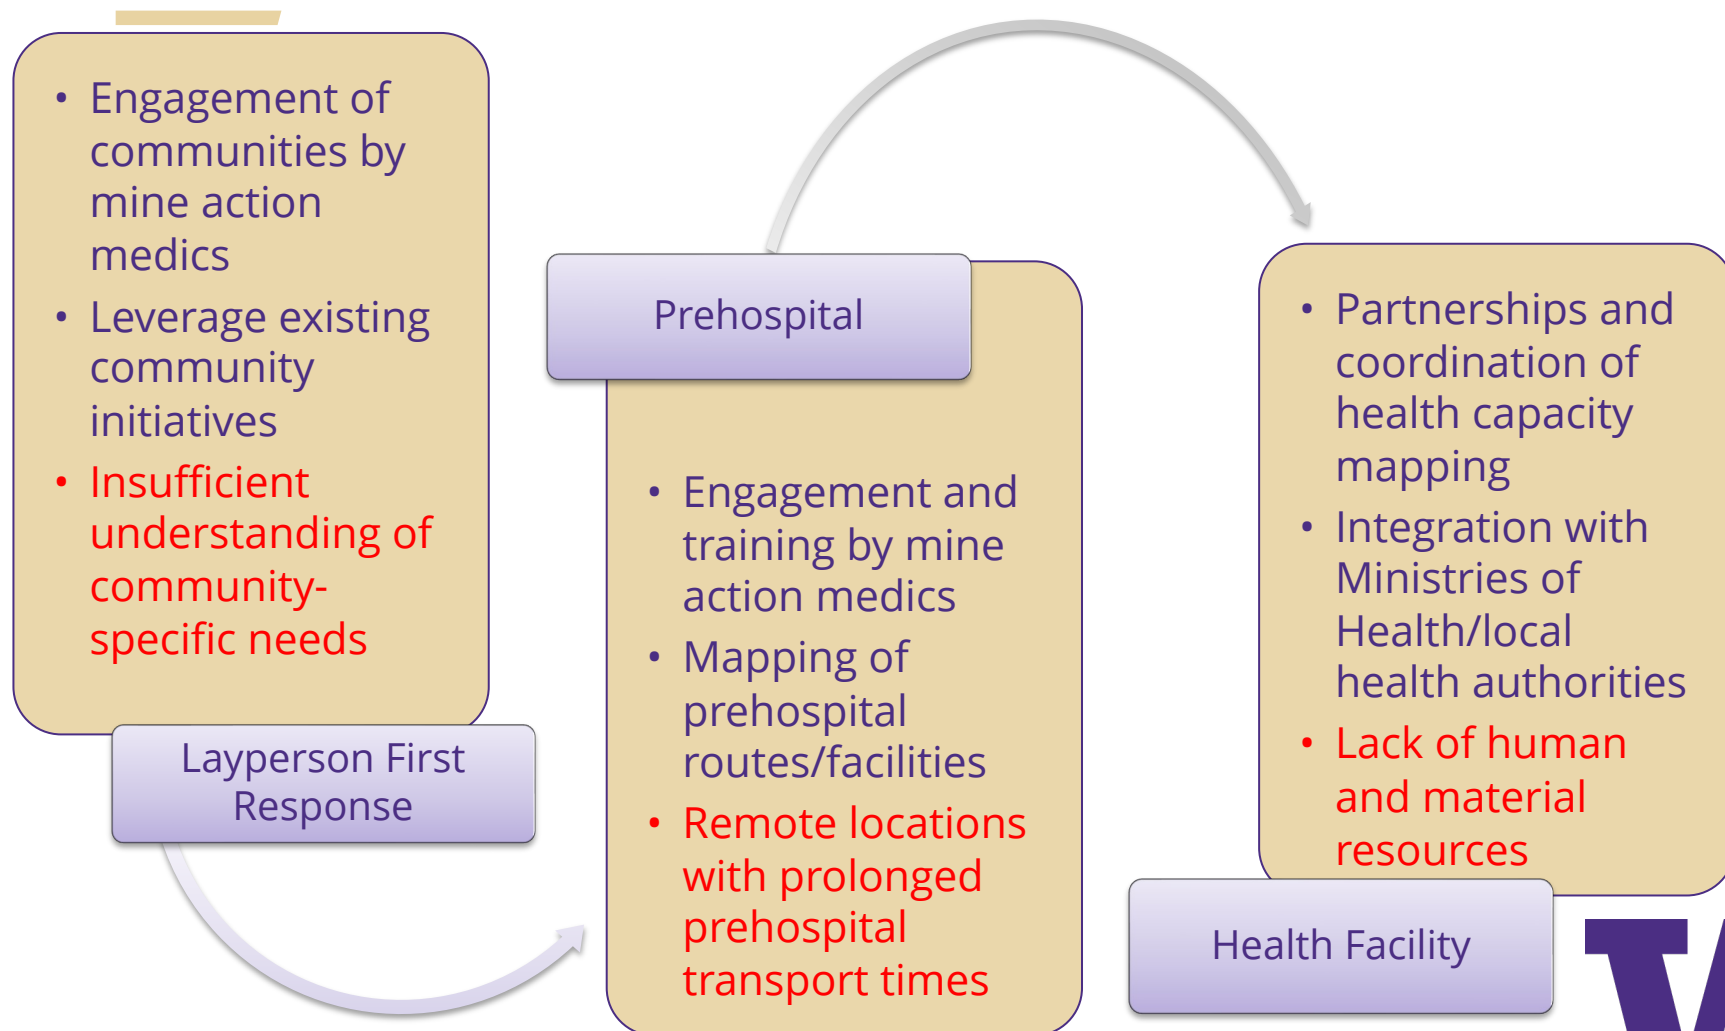 • Engagement of
communities by
mine action
medics
• Leverage existing
community
initiatives
• Insufficient
understanding of
community-
specific needs
Layperson First
Response
Prehospital
• Engagement and
training by mine
action medics
• Mapping of
prehospital
routes/facilities
• Remote locations
with prolonged
prehospital
transport times
• Partnerships and
coordination of
health capacity
mapping
• Integration with
Ministries of
Health/local
health authorities
• Lack of human
and material
resources
Health Facility